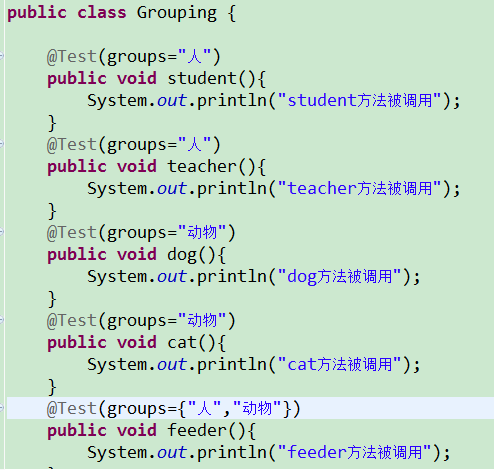 public class Grouping {
@Test(groups="人")
public void student(){
System.out.println("student方法被调用");
}
@Test(groups="人")
public void teacher(){
System.out.println("teacher方法被调用");
}
@Test(groups="动物")
public void dog(){
System.out.println("dog方法被调用");
}
@Test(groups="动物")
public void cat(){
System.out.println("cat方法被调用");
}
@Test(groups={"人","动物"})
public void feeder(){
System.out.println("feeder方法被调用");